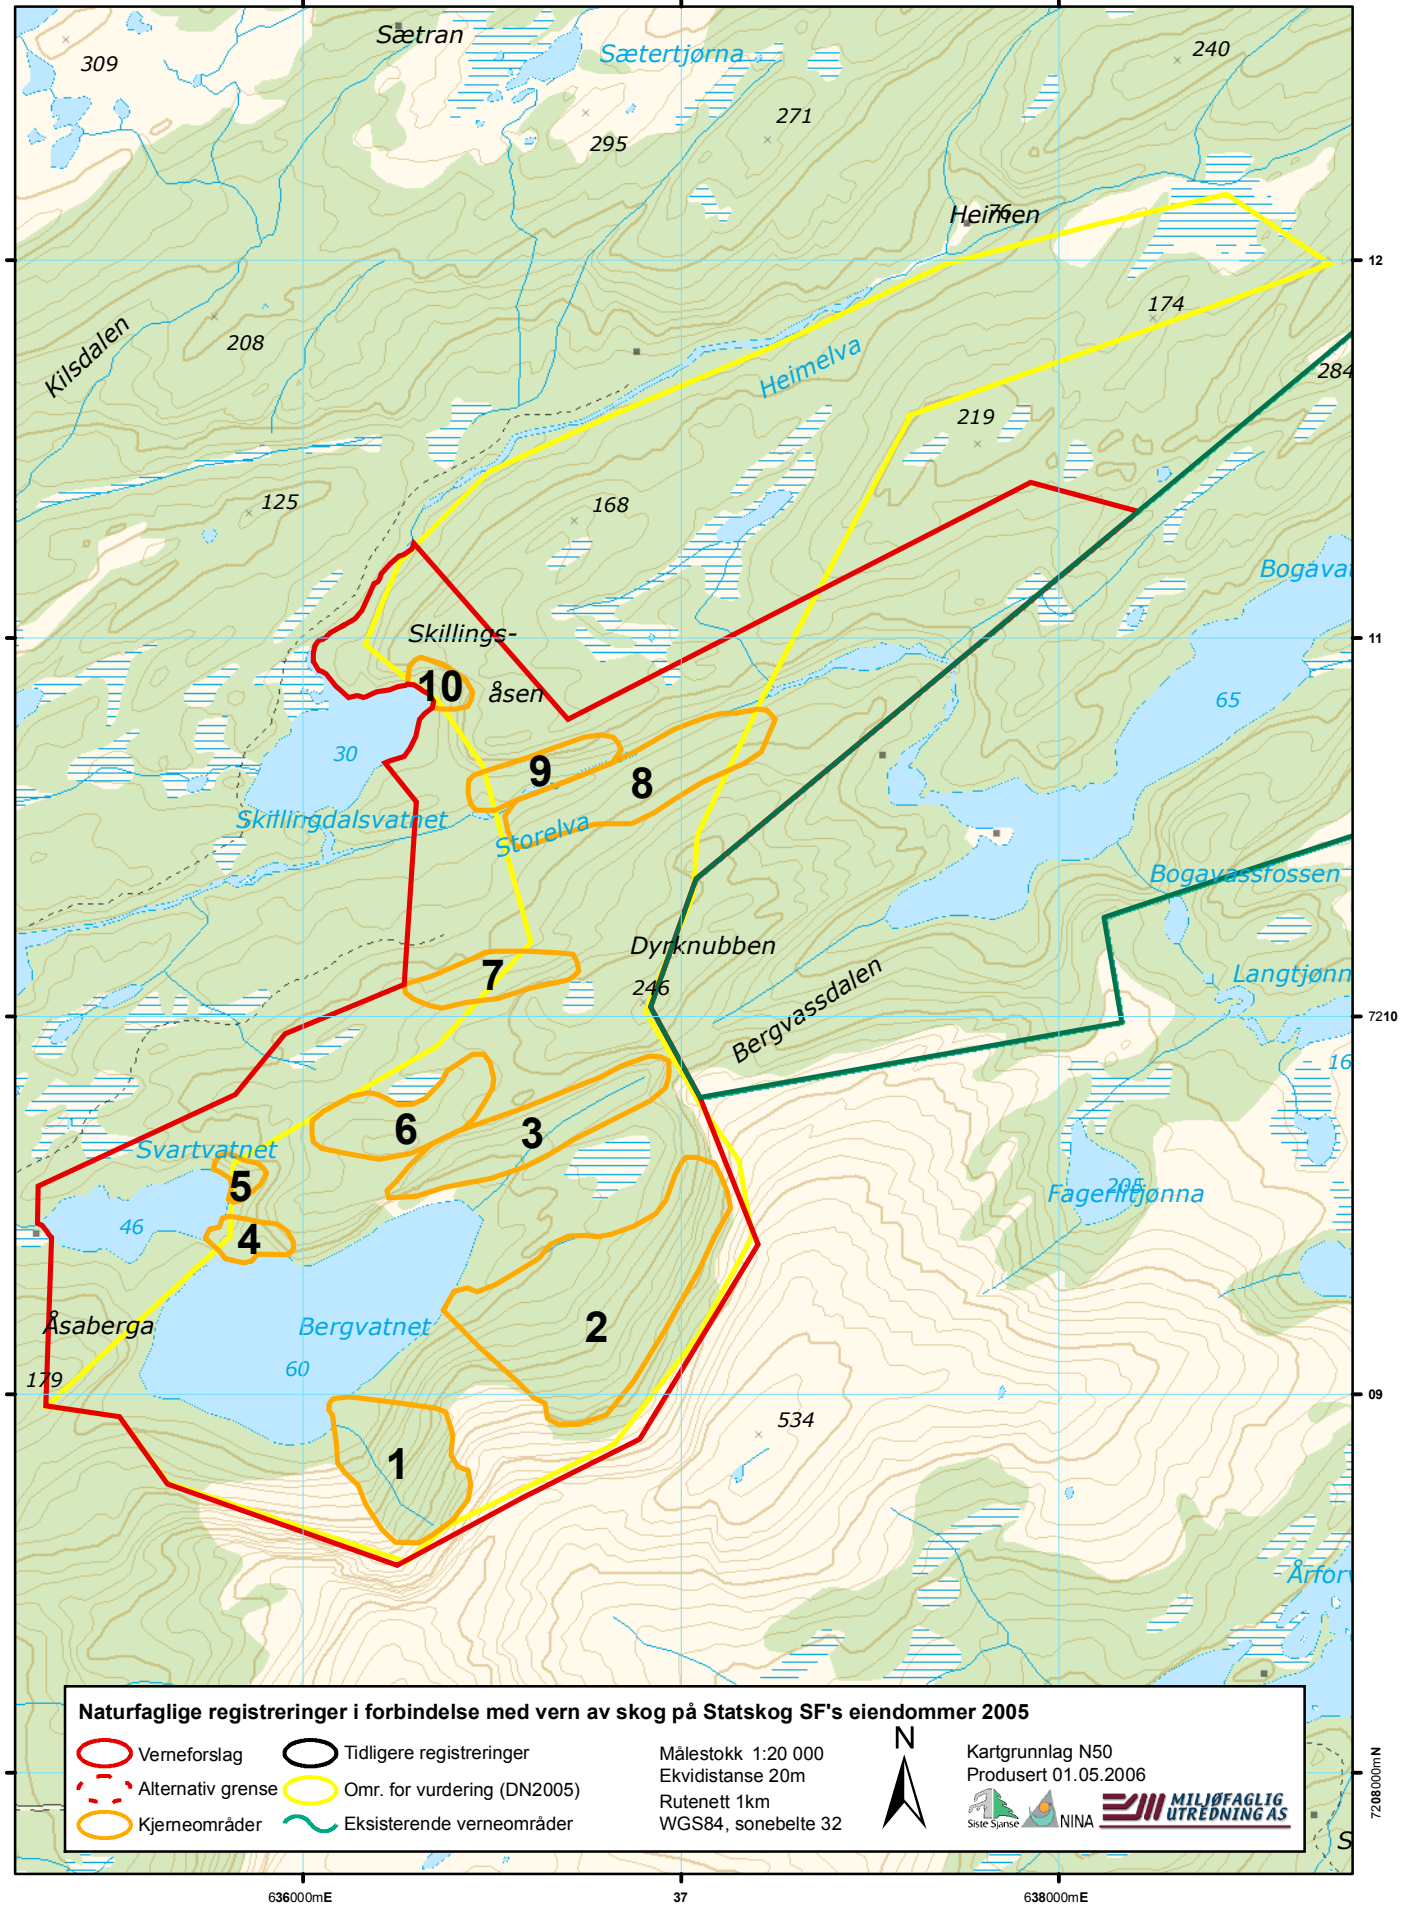 Sætran
Sætertjørna
240
309
271
295
Heimen
76
12
174
Kilsdalen
208
Heimelva
284
219
125
168
Bogavat
Skillings-
11
10
åsen
65
30
9
8
Skillingdalsvatnet
Storelva
Bogavassfossen
Dyrknubben
7
246
Langtjønn
Bergvassdalen
7210
16
6
3
Svartvatnet
5
205
Fagerlitjønna
46
4
Åsaberga
Bergvatnet
2
60
179
09
534
1
Årforv
Naturfaglige registreringer i forbindelse med vern av skog på Statskog SF's eiendommer 2005
Verneforslag
Alternativ grense
Kjerneområder
Tidligere registreringer
Omr. for vurdering (DN2005)
Eksisterende verneområder
Målestokk 1:20 000
Ekvidistanse 20m
Rutenett 1km
WGS84, sonebelte 32
N
Kartgrunnlag N50
Produsert 01.05.2006
Siste Sjanse
NINA
MILJØFAGLIG
UTREDNING AS
7208000mN
S
636000mE
37
638000mE